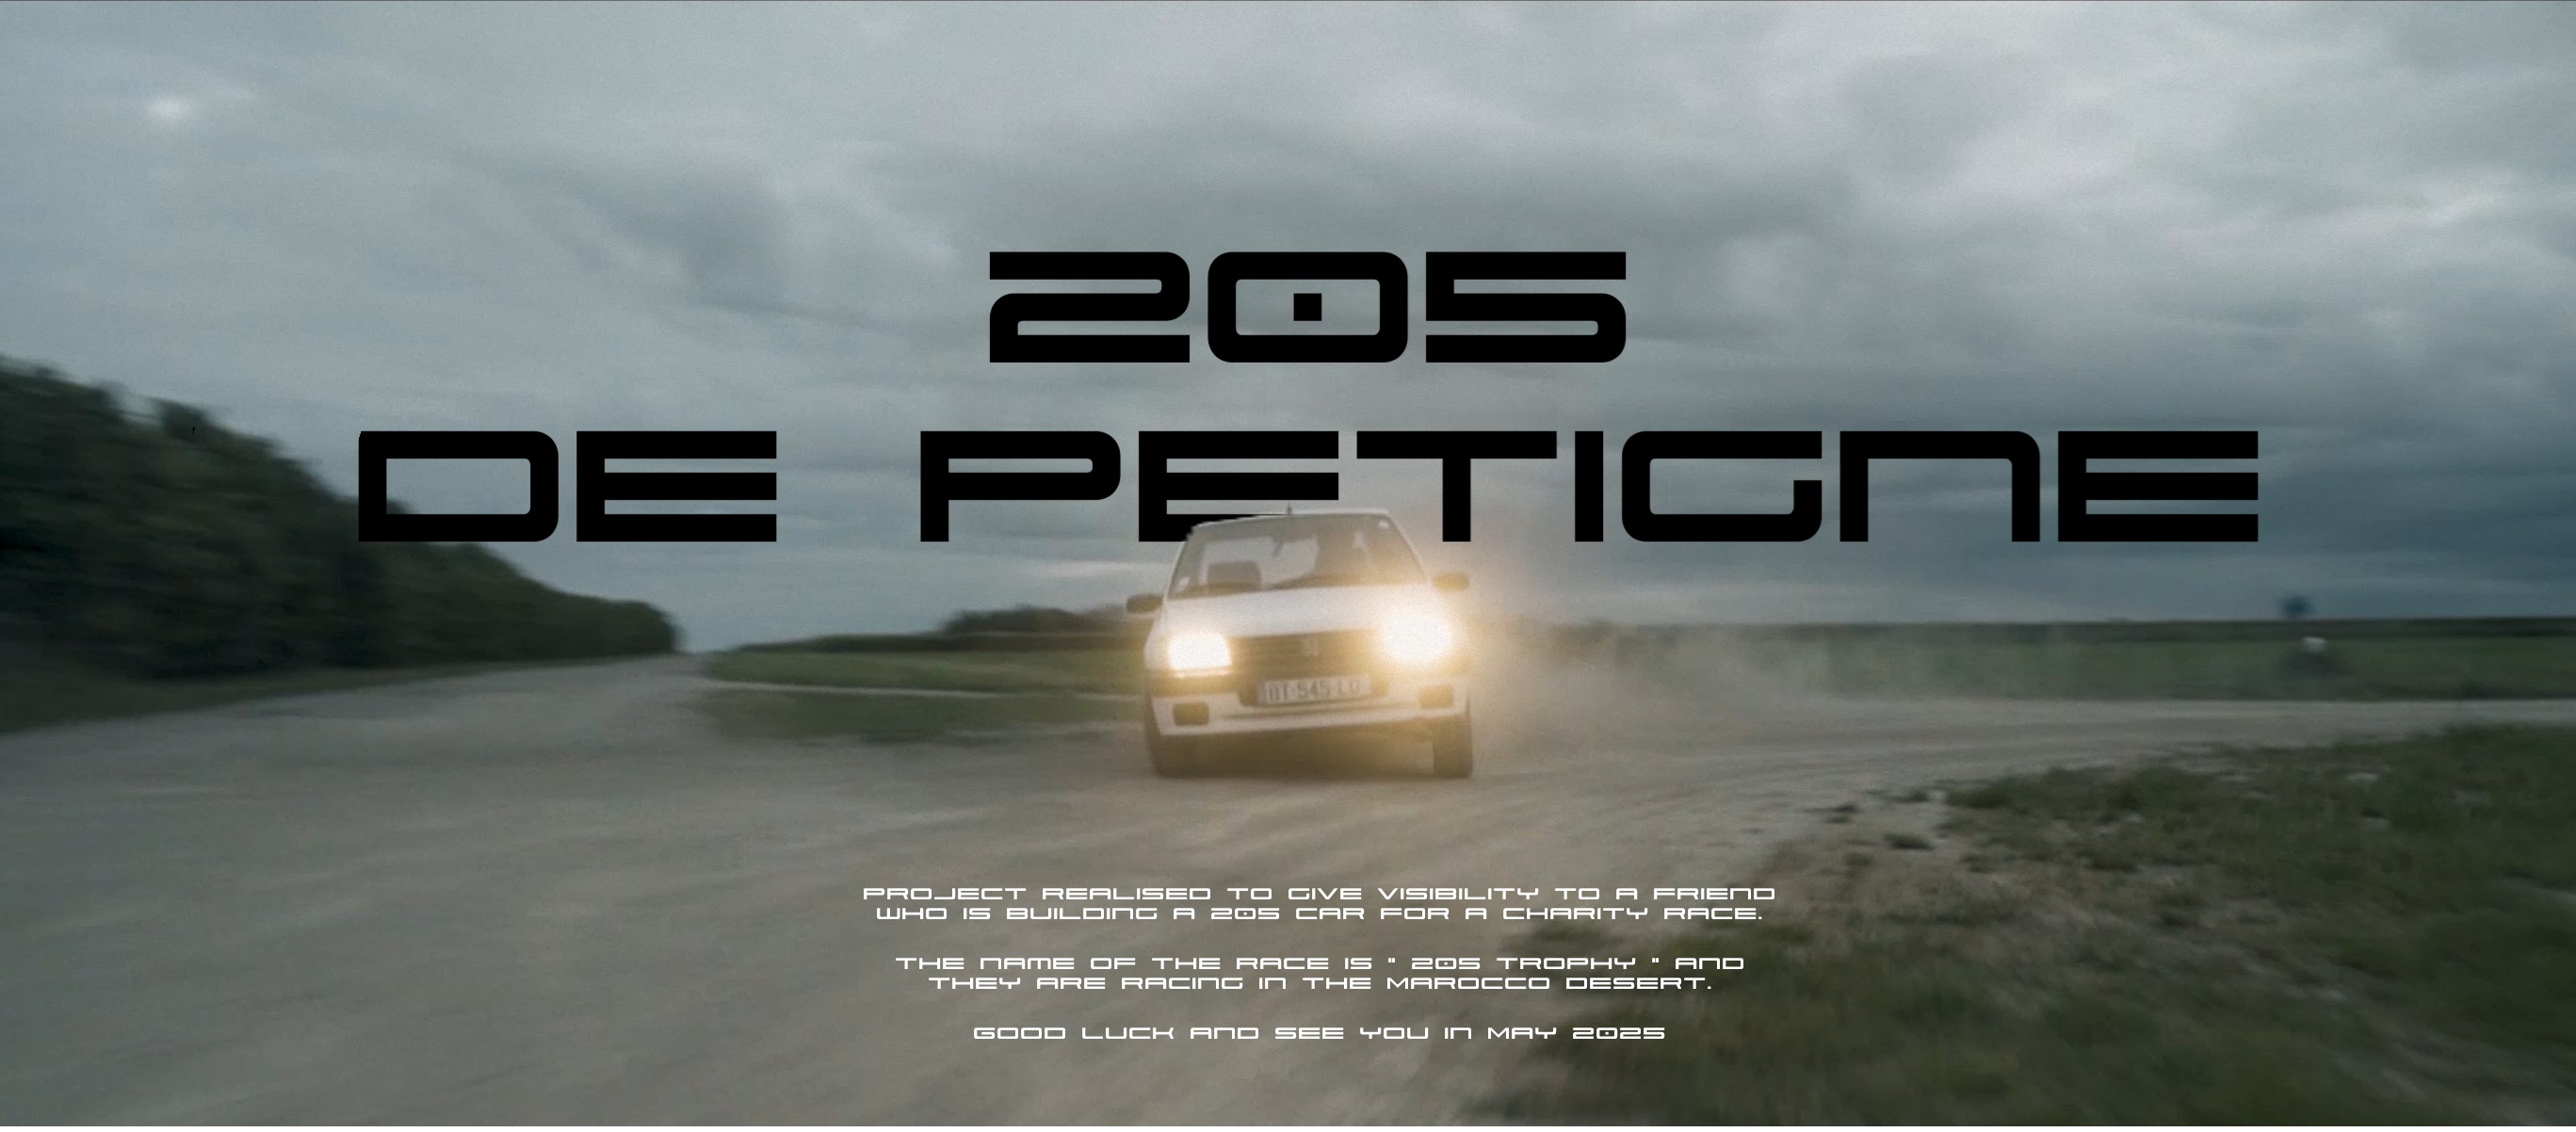 205
DE PETIGNE
PROJECT REALISED TO GIVE VISIBILITY TO A FRIEND
WHO IS BUILDING A 205 CAR FOR A CHARITY RACE.
THE NAME OF THE RACE IS " 205 TROPHY " AND
THEY ARE RACING IN THE MAROCCO DESERT.
GOOD LUCK AND SEE YOU IN MAY 2025